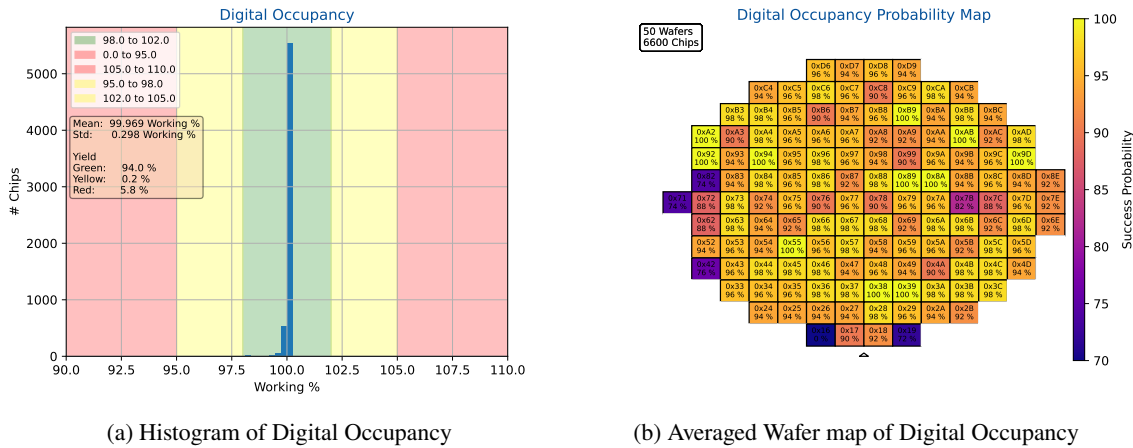 Digital Occupancy
98.0 to 102.0
0.0 to 95.0
105.0 to 110.0
95.0 to 98.0
102.0 to 105.0
Mean: 99.969 Working %
Std: 0.298 Working %
Yield
Green: 94.0 %
Yellow: 0.2 %
Red: 5.8 %
# Chips
5000
4000
3000
2000
1000
0
90.0 92.5 95.0 97.5 100.0 102.5 105.0 107.5 110.0
Working %
(a) Histogram of Digital Occupancy
Digital Occupancy Probability Map
50 Wafers
6600 Chips
0xD6 0xD7 0xD8 0xD9
96 % 94 % 96 % 94 %
0xC4 0xC5 0xC6 0xC7 0xC8 0xC9 0xCA 0xCB
94 % 96 % 98 % 96 % 90 % 96 % 98 % 94 %
0xB3 0xB4 0xB5 0xB6 0xB7 0xB8 0xB9 0xBA 0xBB 0xBC
98 % 98 % 96 % 90 % 94 % 96 % 100 % 96 % 98 % 94 %
0xA2 0xA3 0xA4 0xA5 0xA6 0xA7 0xA8 0xA9 0xAA 0xAB 0xAC 0xAD
100 % 90 % 98 % 96 % 96 % 96 % 92 % 92 % 94 % 100 % 92 % 98 %
0x92 0x93 0x94 0x95 0x96 0x97 0x98 0x99 0x9A 0x9B 0x9C 0x9D
100 % 94 % 100 % 96 % 98 % 96 % 94 % 90 % 96 % 94 % 96 % 100 %
0x83 0x84 0x85 0x86 0x87 0x88 0x89 0x8A 0x8B 0x8C 0x8D 0x8E
74 % 94 % 98 % 96 % 98 % 92 % 98 % 100 % 100 % 94 % 96 % 94 % 92 %
0x71 0x72 0x73 0x74 0x75 0x76 0x77 0x78 0x79 0x7A 0x7B 0x7C 0x7D 0x7E
74 % 88 % 98 % 92 % 96 % 90 % 96 % 90 % 94 % 96 % 82 % 88 % 96 % 92 %
0x62 0x63 0x64 0x65 0x66 0x67 0x68 0x69 0x6A 0x6B 0x6C 0x6D 0x6E
88 % 98 % 94 % 92 % 96 % 98 % 98 % 92 % 96 % 98 % 92 % 96 % 92 %
0x52 0x53 0x54 0x55 0x56 0x57 0x58 0x59 0x5A 0x5B 0x5C 0x5D
94 % 96 % 94 % 100 % 96 % 98 % 94 % 96 % 96 % 92 % 98 % 96 %
0x42 0x43 0x44 0x45 0x46 0x47 0x48 0x49 0x4A 0x4B 0x4C 0x4D
76 % 96 % 98 % 98 % 98 % 94 % 94 % 96 % 90 % 98 % 98 % 94 %
0x33 0x34 0x35 0x36 0x37 0x38 0x39 0x3A 0x3B 0x3C
96 % 96 % 96 % 98 % 98 % 100 % 100 % 98 % 98 % 98 %
0x24 0x25 0x26 0x27 0x28 0x29 0x2A 0x2B
94 % 94 % 94 % 94 % 98 % 96 % 94 % 92 %
0x17 0x18
90 % 92 % 72 %
100
95
90
85
80
75
70
Success Probability
(b) Averaged Wafer map of Digital Occupancy